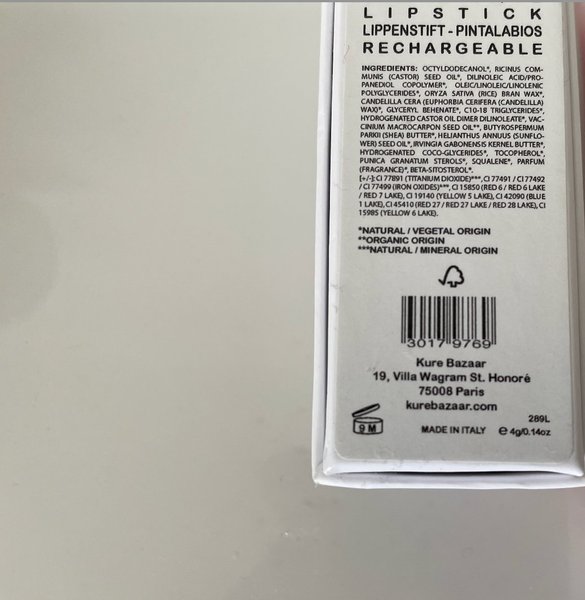 LIPSTICK
LIPPENSTIFT - PINTALABIOS
RECHARGEABLE
INGREDIENTS: OCTYLDODECANOL*, RICINUS COM-
MUNIS (CASTOR) SEED OIL*, DILINOLEIC ACID/PRO-
PANEDIOL COPOLYMER*, OLEIC/LINOLEIC/LINOLENIC
POLYGLYCERIDES*, ORYZA SATIVA (RICE) BRAN WAX*,
CANDELILLA CERA (EUPHORBIA CERIFERA (CANDELILLA)
WAX)*, GLYCERYL BEHENATE*, C10-18 TRIGLYCERIDES*,
HYDROGENATED CASTOR OIL DIMER DILINOLEATE*, VAC-
CINIUM MACROCARPON SEED OIL**, BUTYROSPERMUM
PARKII (SHEA) BUTTER*, HELIANTHUS ANNUUS (SUNFLO-
WER) SEED OIL*, IRVINGIA GABONENSIS KERNEL BUTTER*,
HYDROGENATED COCO-GLYCERIDES*, TOCOPHEROL*,
PUNICA GRANATUM STEROLS*, SQUALENE*, PARFUM
(FRAGRANCE)*, BETA-SITOSTEROL*.
[+/-]: CI 77891 (TITANIUM DIOXIDE)***, CI 77491 / CI 77492
/ CI 77499 (IRON OXIDES)***, CI 15850 (RED 6 / RED 6 LAKE
/ RED 7 LAKE), CI 19140 (YELLOW 5 LAKE), CI 42090 (BLUE
1 LAKE), CI 45410 (RED 27 / RED 27 LAKE / RED 28 LAKE), CI
15985 (YELLOW 6 LAKE).
*NATURAL / VEGETAL ORIGIN
**ORGANIC ORIGIN
***NATURAL / MINERAL ORIGIN
3017 9769
Kure Bazaar
19, Villa Wagram St. Honoré
75008 Paris
kurebazaar.com
289L
9 M MADE IN ITALY e 4g/0.14oz